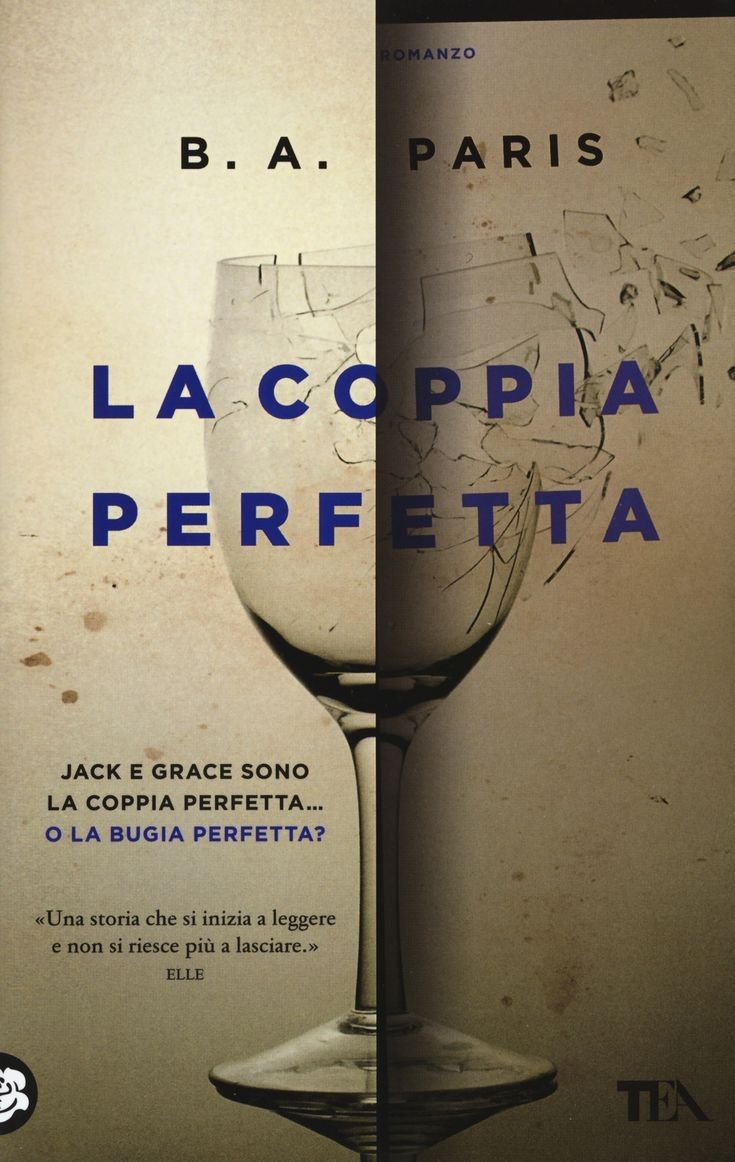 ROMANZO
B. A. PARIS
LA COPPIA
PERFETTA
JACK E GRACE SONO
LA COPPIA PERFETTA...
O LA BUGIA PERFETTA?
«Una storia che si inizia a leggere
e non si riesce più a lasciare.»
ELLE
TEA